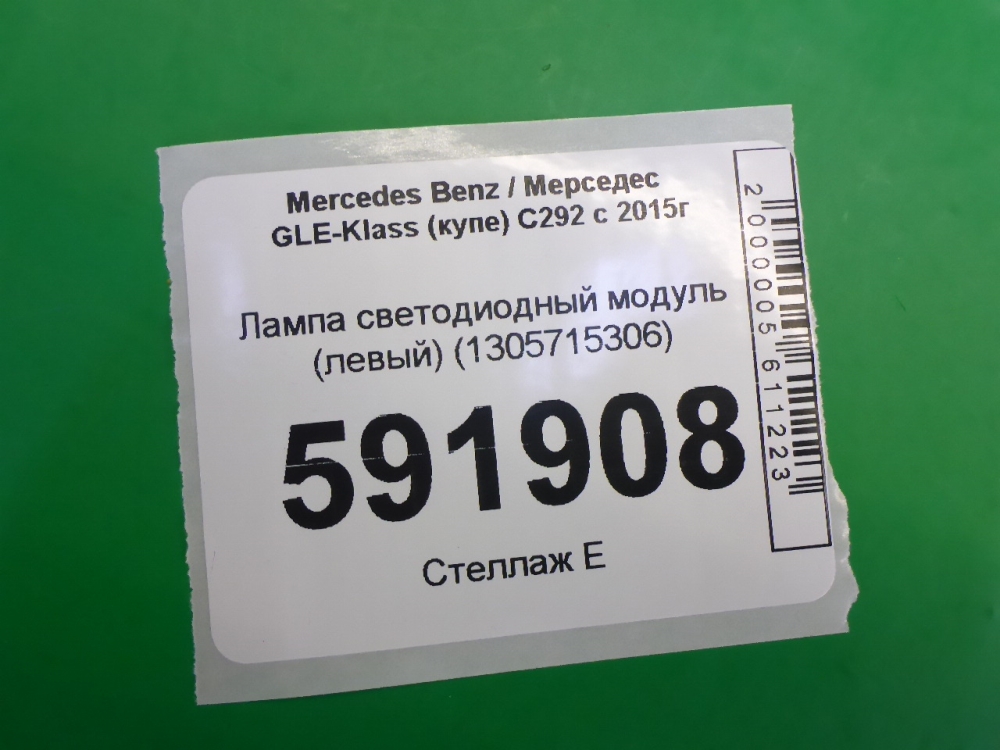 Mercedes Benz / Мерседес
GLE-Klass (купе) C292 с 2015г
Лампа светодиодный модуль
(левый) (1305715306)
591908
Стеллаж Е
2000005611223